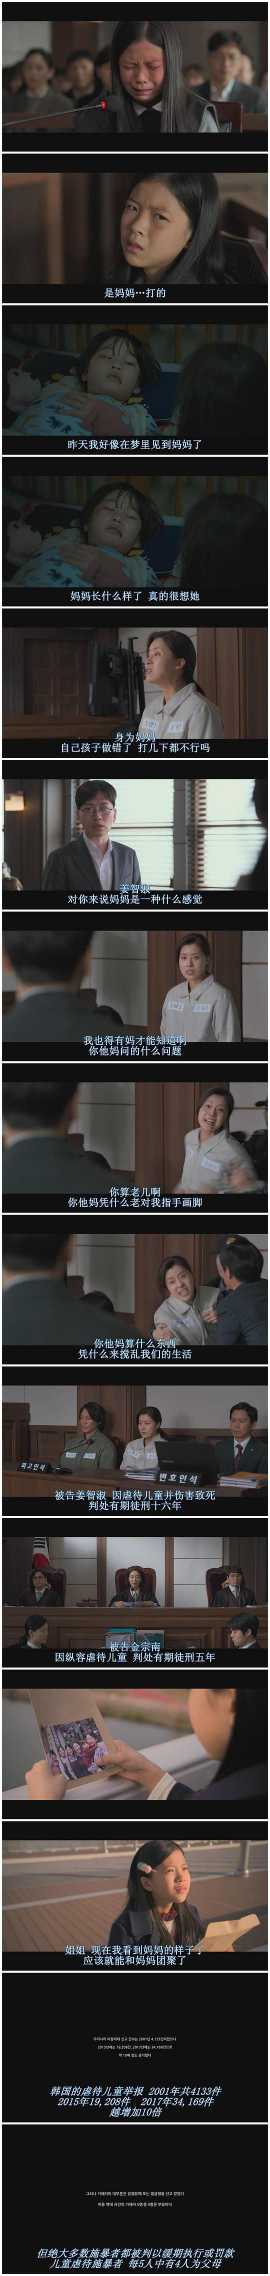 是妈妈…打的
昨天我好像在梦里见到妈妈了
妈妈长什么样了 真的很想她
身为妈妈
自己孩子做错了 打几下都不行吗
姜智淑
对你来说妈妈是一种什么感觉
我也得有妈才能知道啊
你他妈问的什么问题
你算老几啊
你他妈凭什么老对我指手画脚
你他妈算什么东西
凭什么来搅乱我们的生活
피고인석
변호인석
被告姜智淑 因虐待儿童并伤害致死
判处有期徒刑十六年
被告金宗南
因纵容虐待儿童 判处有期徒刑五年
姐姐 现在我看到妈妈的样子了
应该就能和妈妈团聚了
韩国的虐待儿童举报 2001年共4133件
2015年19,208件 2017年34,169件
越增加10倍
但绝大多数施暴者都被判以缓期执行或罚款
儿童虐待施暴者 每5人中有4人为父母